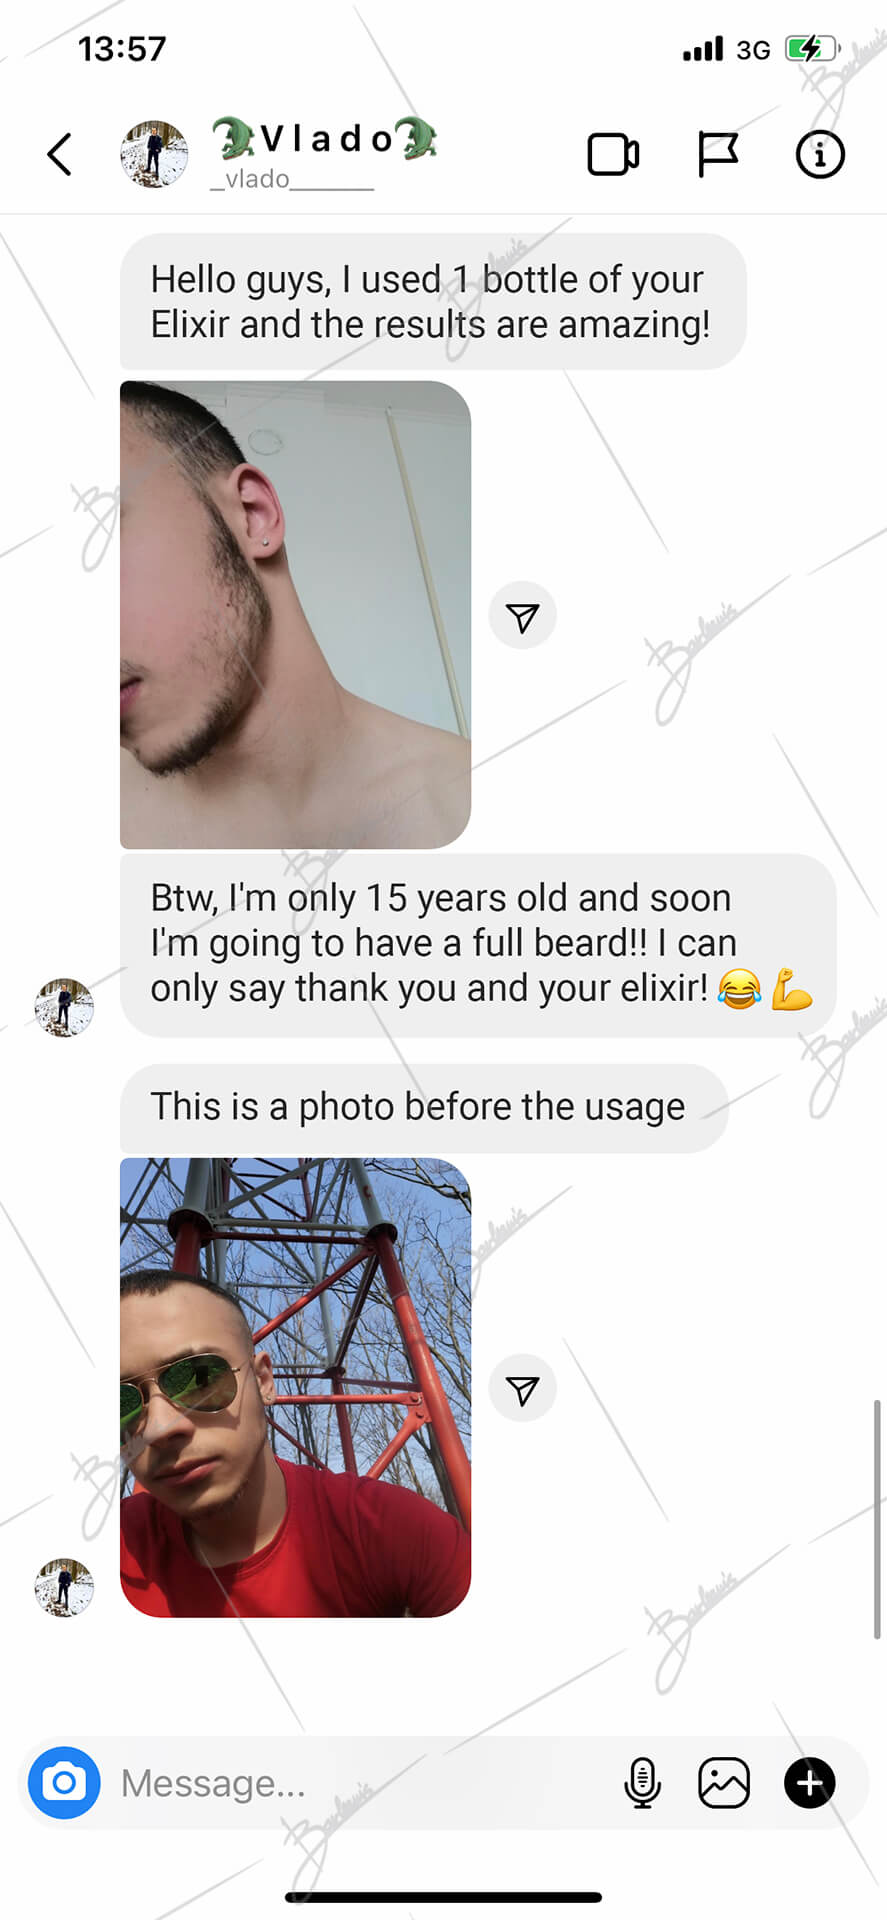 13:57
3G
🐊Vlado🐊
_vlado______
Hello guys, I used 1 bottle of your
Elixir and the results are amazing!
Btw, I'm only 15 years old and soon
I'm going to have a full beard!! I can
only say thank you and your elixir! 😂💪
This is a photo before the usage
Message...